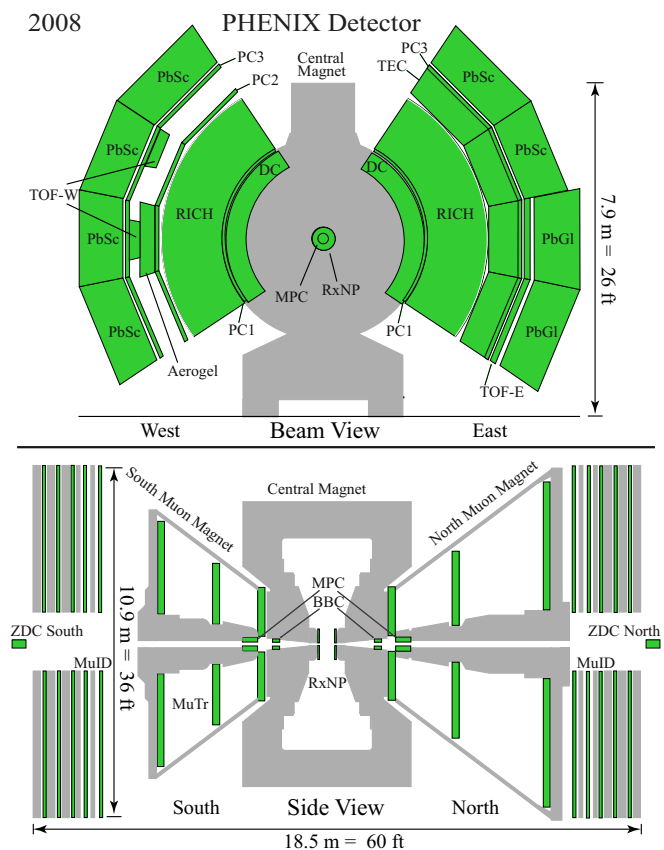 2008
PHENIX Detector
Central
Magnet
PC3
PC2
PbSc
PbSc
TOF-W
PbSc
PbSc
RICH
DC
MPC
RxNP
PC1
Aerogel
PC3
TEC
PbSc
PbSc
DC
RICH
PbGl
PbGl
PC1
TOF-E
7.9 m = 26 ft
West
Beam View
East
South Muon Magnet
Central Magnet
North Muon Magnet
MPC
BBC
ZDC South
ZDC North
10.9 m = 36 ft
MuID
MuTr
RxNP
MuID
South
Side View
North
18.5 m = 60 ft